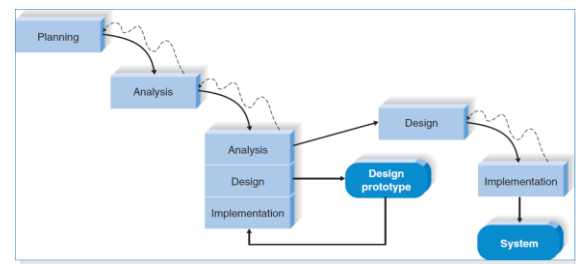 Planning
Analysis
Analysis
Design
Implementation
Design
prototype
Design
Implementation
System